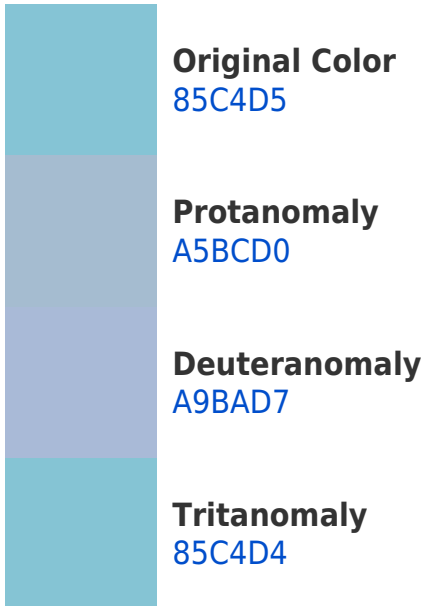 Original Color
85C4D5
Protanomaly
A5BCD0
Deuteranomaly
A9BAD7
Tritanomaly
85C4D4